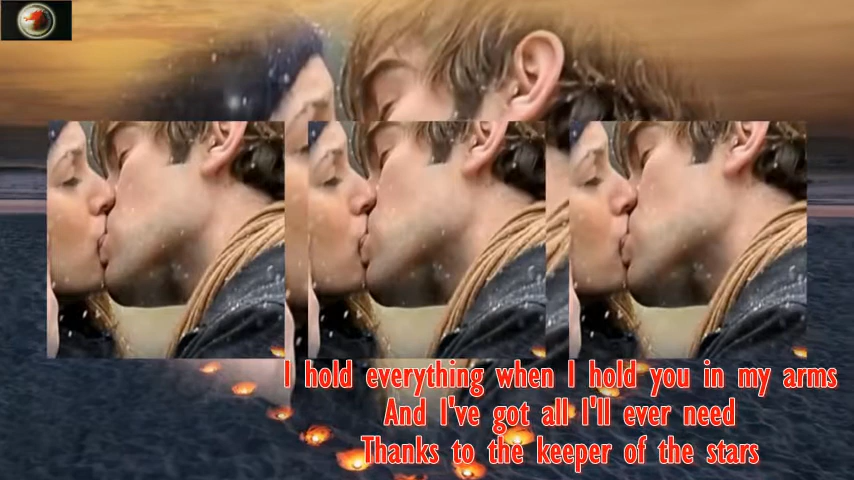 I hold everything when I hold you in my arms
And I've got all I'll ever need
Thanks to the keeper of the stars